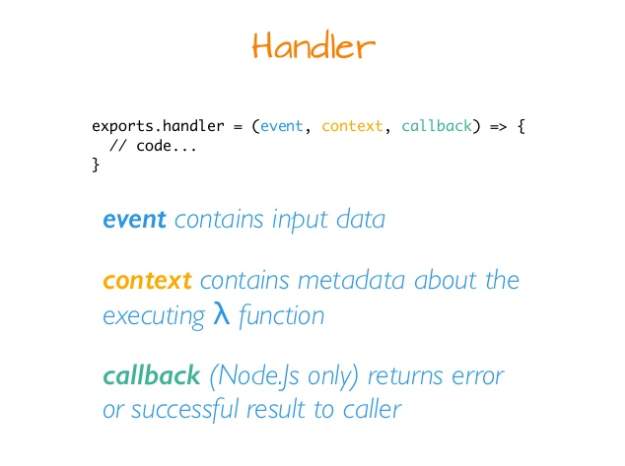 Handler
exports.handler = (event, context, callback) => {
// code...
}
event contains input data
context contains metadata about the
executing λ function
callback (Node.Js only) returns error
or successful result to caller